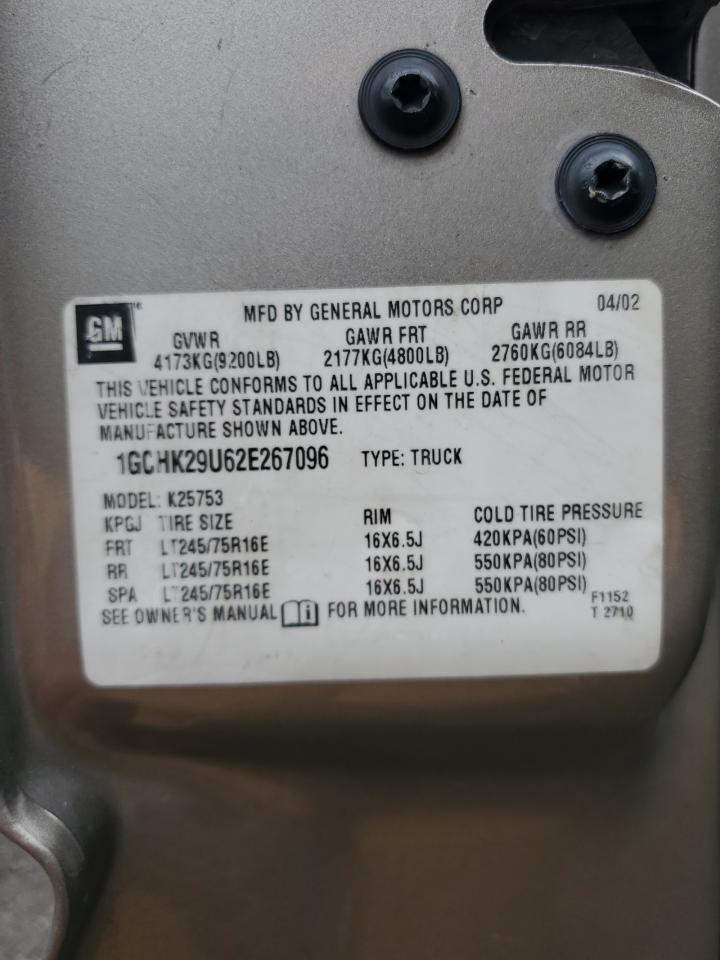 GM
MFD BY GENERAL MOTORS CORP 04/02
GVWR GAWR FRT GAWR RR
4173KG(9200LB) 2177KG(4800LB) 2760KG(6084LB)
THIS VEHICLE CONFORMS TO ALL APPLICABLE U.S. FEDERAL MOTOR
VEHICLE SAFETY STANDARDS IN EFFECT ON THE DATE OF
MANUFACTURE SHOWN ABOVE.
1GCHK29U62E267096 TYPE: TRUCK
MODEL: K25753
KPGJ TIRE SIZE RIM COLD TIRE PRESSURE
FRT LT245/75R16E 16X6.5J 420KPA(60PSI)
RR LT245/75R16E 16X6.5J 550KPA(80PSI)
SPA LT245/75R16E 16X6.5J 550KPA(80PSI)
SEE OWNER'S MANUAL FOR MORE INFORMATION.
F1152
T 2710